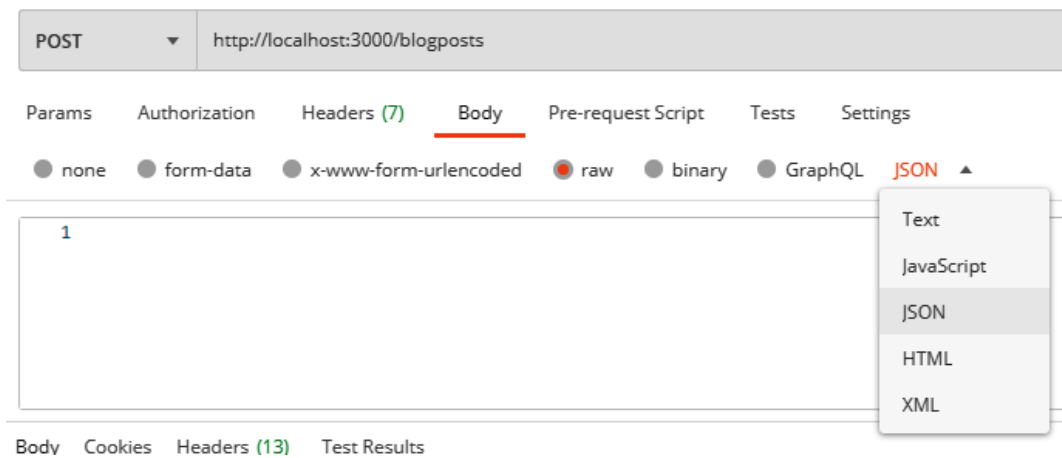 POST http://localhost:3000/blogposts
Params Authorization Headers (7) Body Pre-request Script Tests Settings
none form-data x-www-form-urlencoded raw binary GraphQL JSON
Text
1
JavaScript
JSON
HTML
XML
Body Cookies Headers (13) Test Results